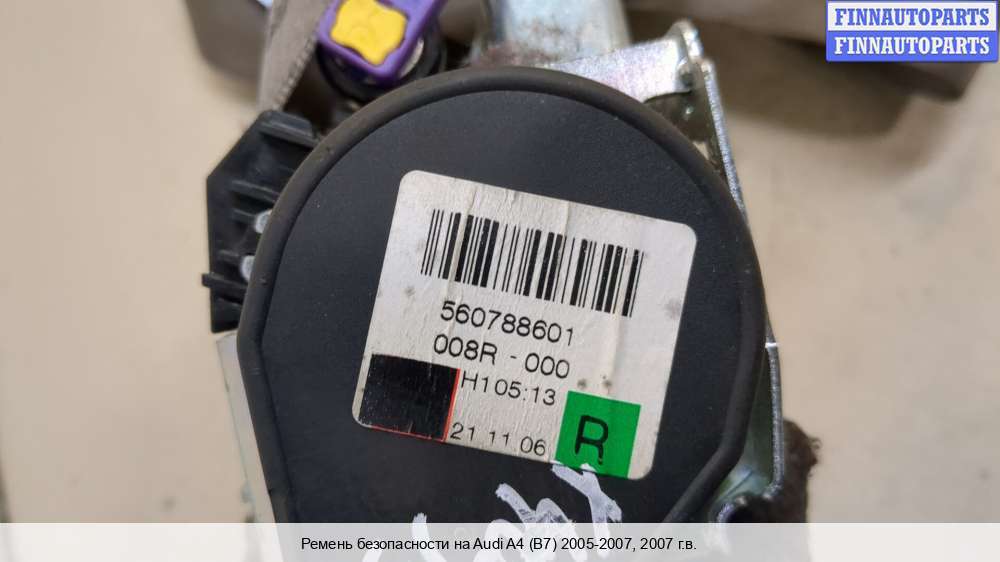 FINNAUTOPARTS
FINNAUTOPARTS
560788601
008R - 000
H105:13
21 11 06
R
Ремень безопасности на Audi A4 (B7) 2005-2007, 2007 г.в.